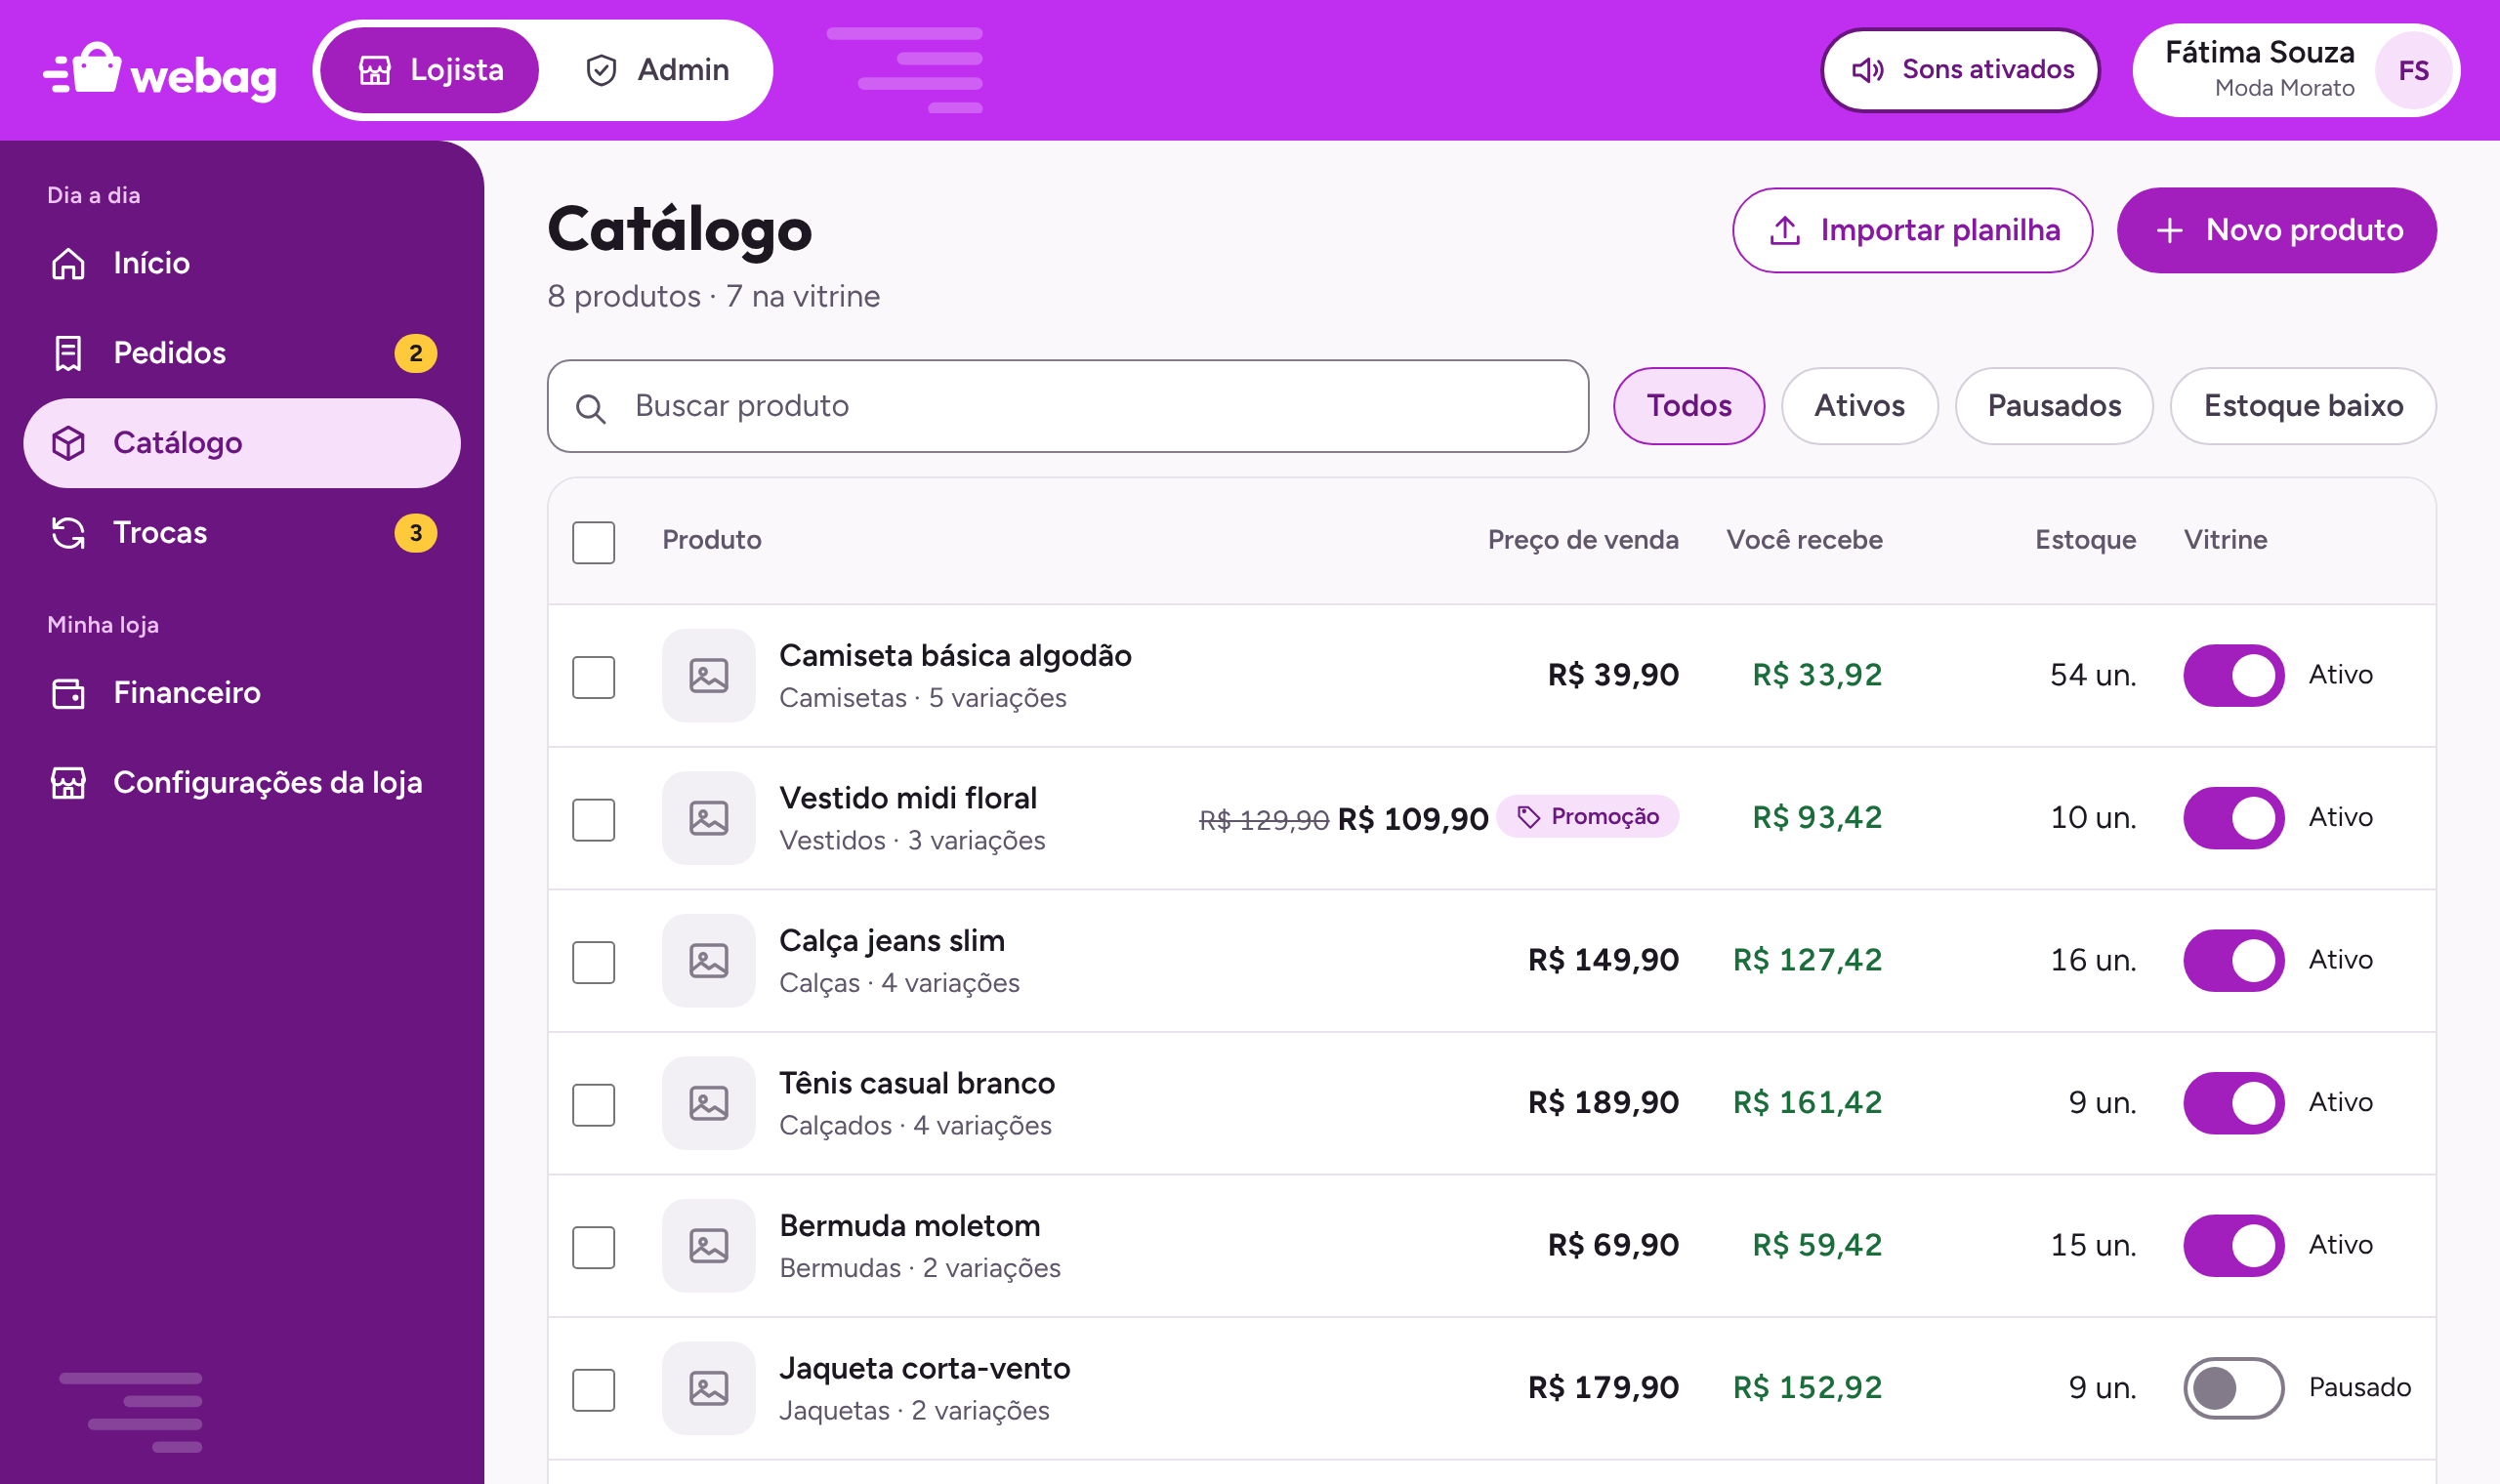 webag
Lojista
Admin
Sons ativados
Fátima Souza
Moda Morato
FS
Dia a dia
Início
Pedidos 2
Catálogo
Trocas 3
Minha loja
Financeiro
Configurações da loja
Catálogo
8 produtos · 7 na vitrine
Importar planilha
Novo produto
Buscar produto
Todos
Ativos
Pausados
Estoque baixo
Produto Preço de venda Você recebe Estoque Vitrine
Camiseta básica algodão
Camisetas · 5 variações
R$ 39,90 R$ 33,92 54 un. Ativo
Vestido midi floral
Vestidos · 3 variações
R$ 129,90 R$ 109,90 Promoção R$ 93,42 10 un. Ativo
Calça jeans slim
Calças · 4 variações
R$ 149,90 R$ 127,42 16 un. Ativo
Tênis casual branco
Calçados · 4 variações
R$ 189,90 R$ 161,42 9 un. Ativo
Bermuda moletom
Bermudas · 2 variações
R$ 69,90 R$ 59,42 15 un. Ativo
Jaqueta corta-vento
Jaquetas · 2 variações
R$ 179,90 R$ 152,92 9 un. Pausado